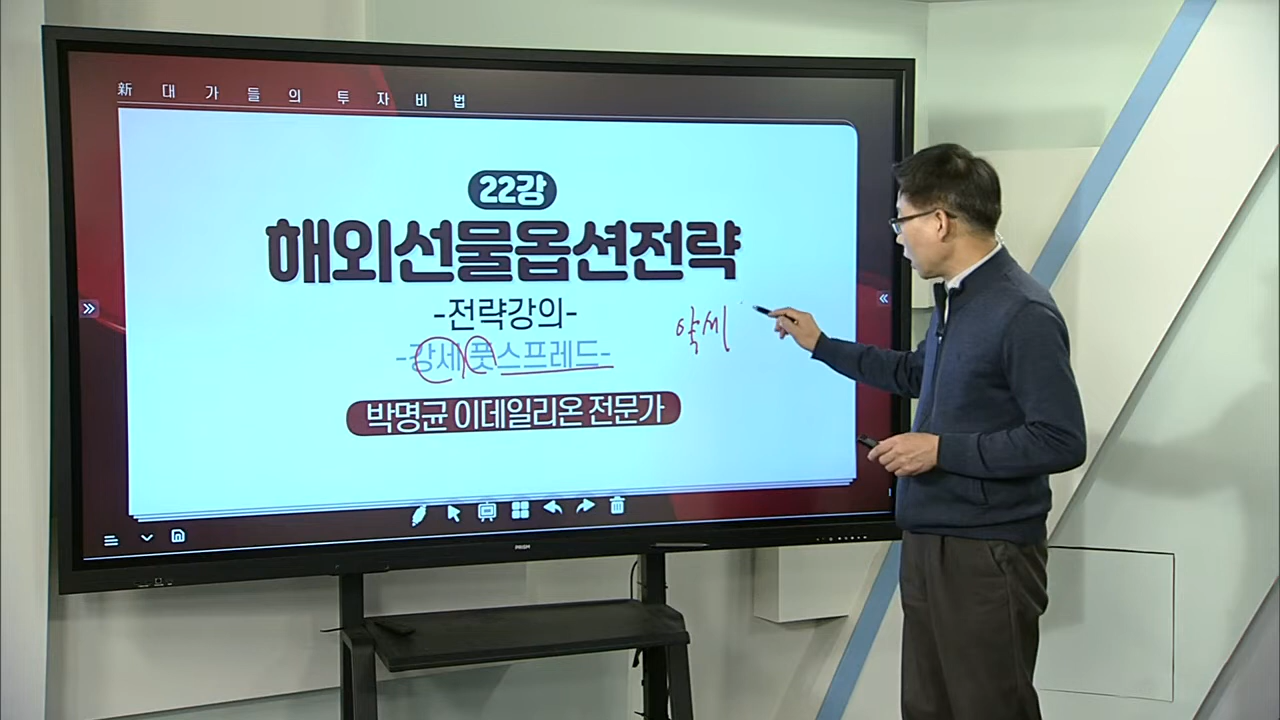 新 대 가 들 의 투 자 비 법
22강
해외선물옵션전략
-전략강의-
-강세 풋스프레드-
약세
박명균 이데일리온 전문가
PRISM